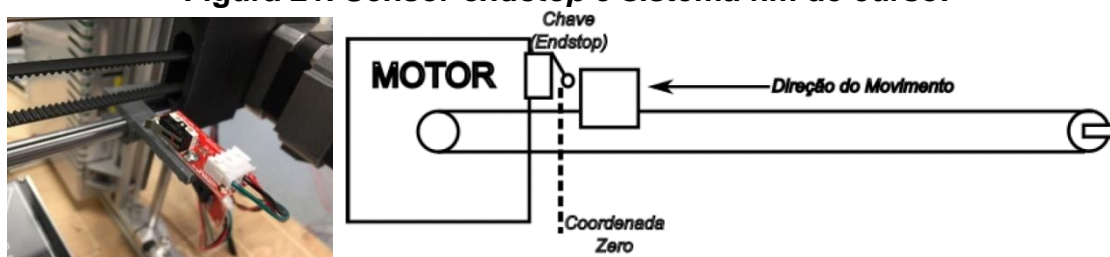 Figura 21: Sensor endstop e sistema fim de curso.
Chave
(Endstop)
MOTOR
Direção do Movimento
Coordenada
Zero